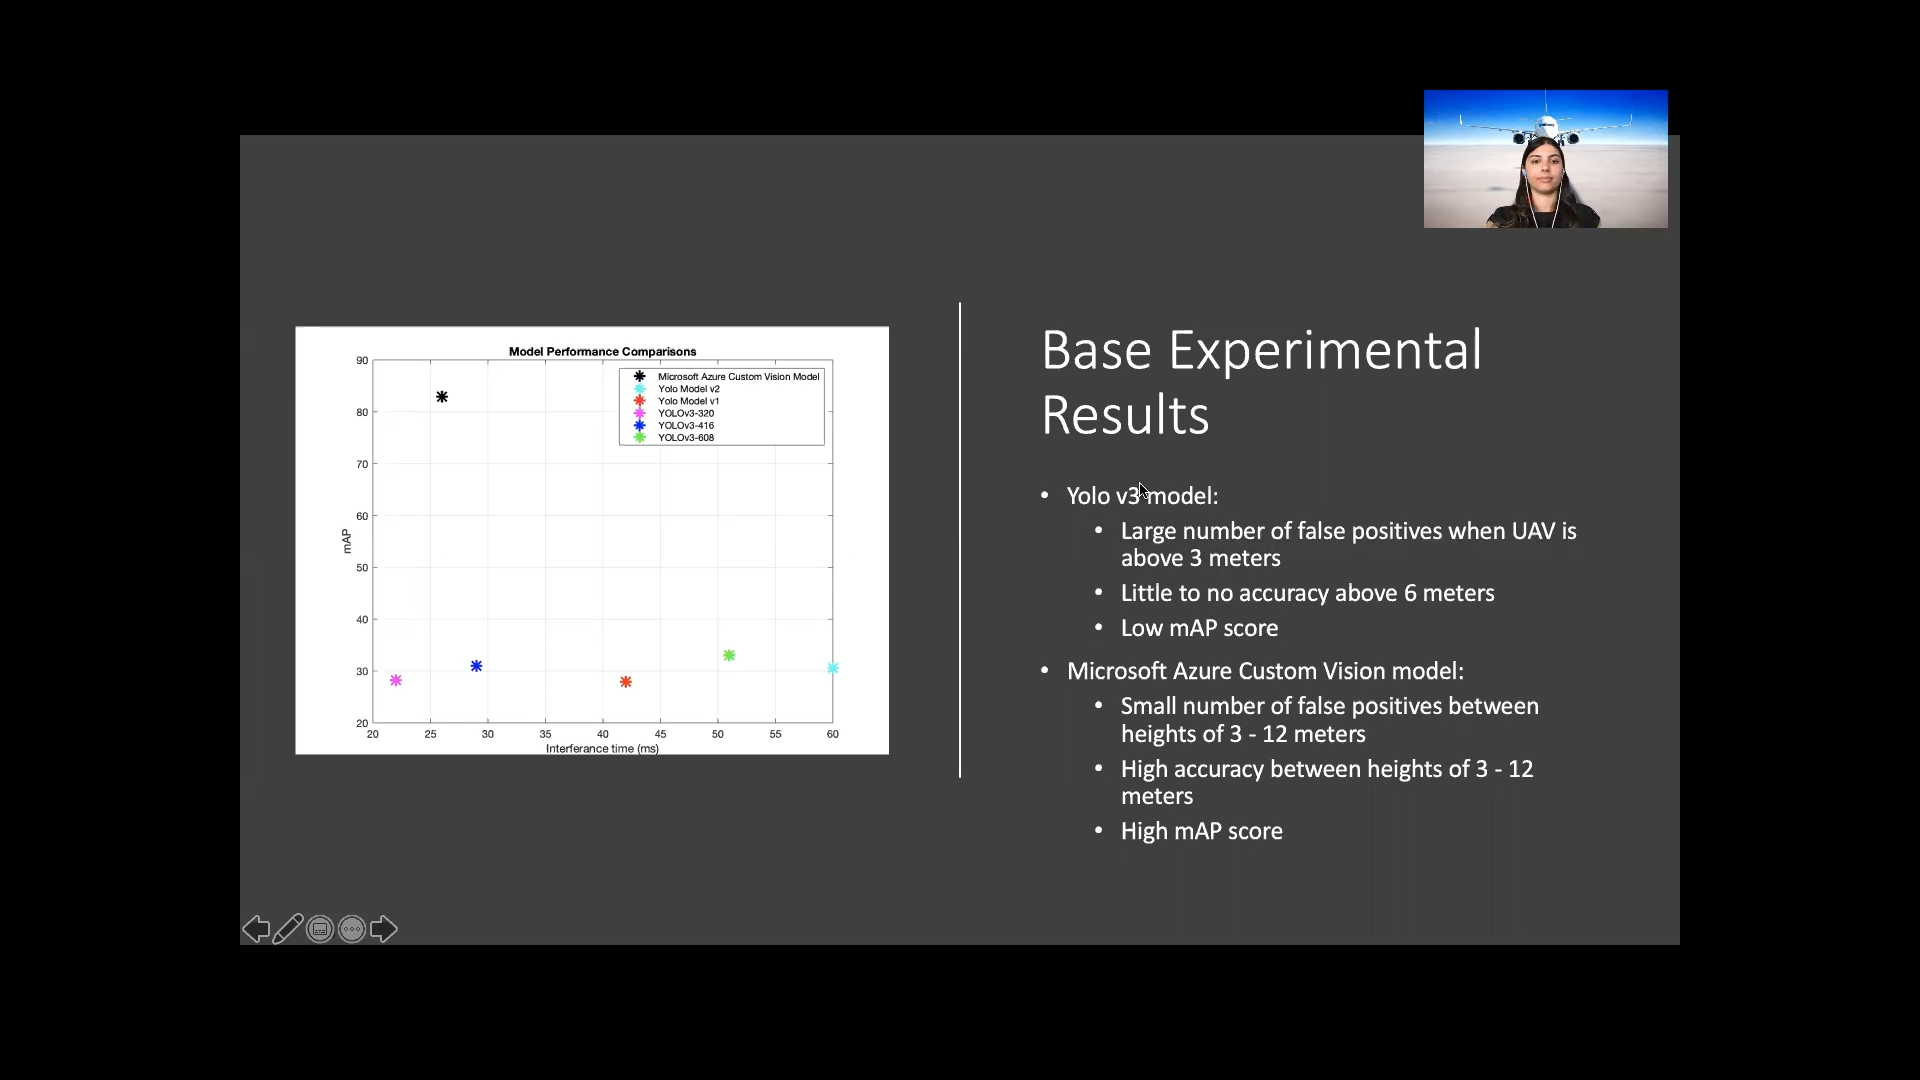 Model Performance Comparisons
90
80
70
60
50
40
30
20
mAP
20 25 30 35 40 45 50 55 60
Interferance time (ms)
Microsoft Azure Custom Vision Model
Yolo Model v2
Yolo Model v1
YOLOv3-320
YOLOv3-416
YOLOv3-608
Base Experimental
Results
• Yolo v3 model:
• Large number of false positives when UAV is
above 3 meters
• Little to no accuracy above 6 meters
• Low mAP score
• Microsoft Azure Custom Vision model:
• Small number of false positives between
heights of 3 - 12 meters
• High accuracy between heights of 3 - 12
meters
• High mAP score